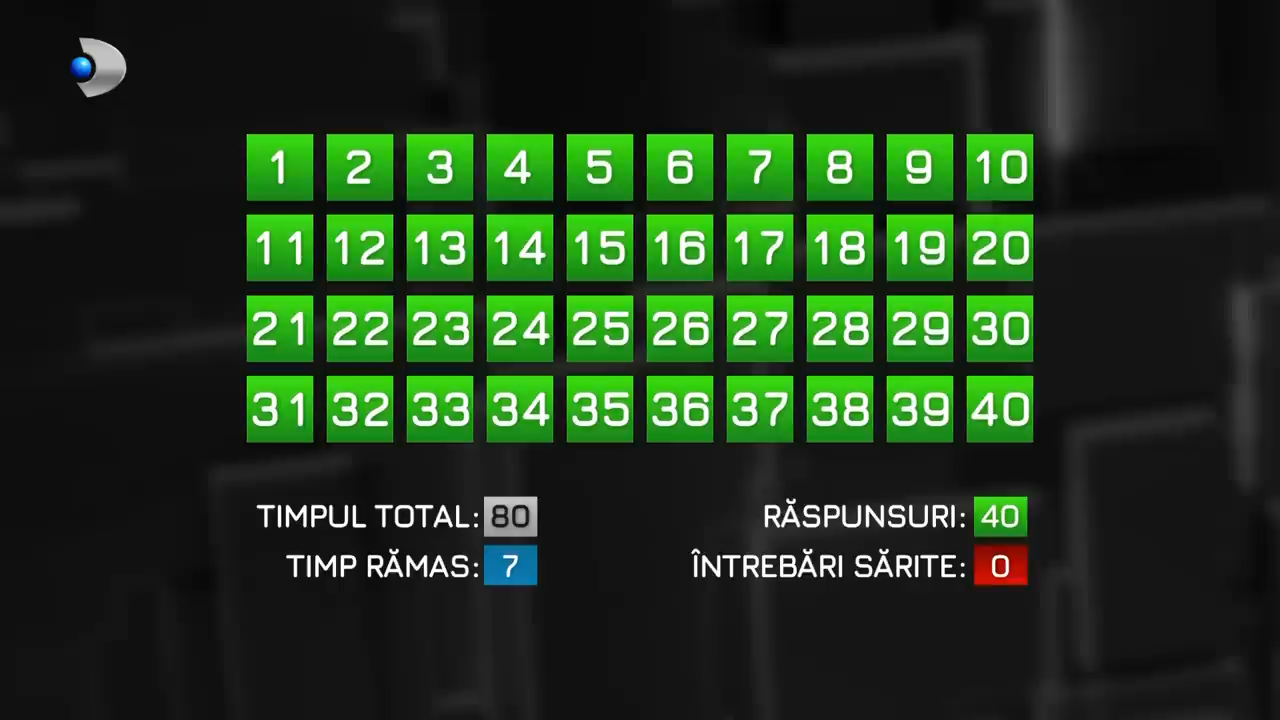 1 2 3 4 5 6 7 8 9 10
11 12 13 14 15 16 17 18 19 20
21 22 23 24 25 26 27 28 29 30
31 32 33 34 35 36 37 38 39 40
TIMPUL TOTAL: 80 RĂSPUNSURI: 40
TIMP RĂMAS: 7 ÎNTREBĂRI SĂRITE: 0